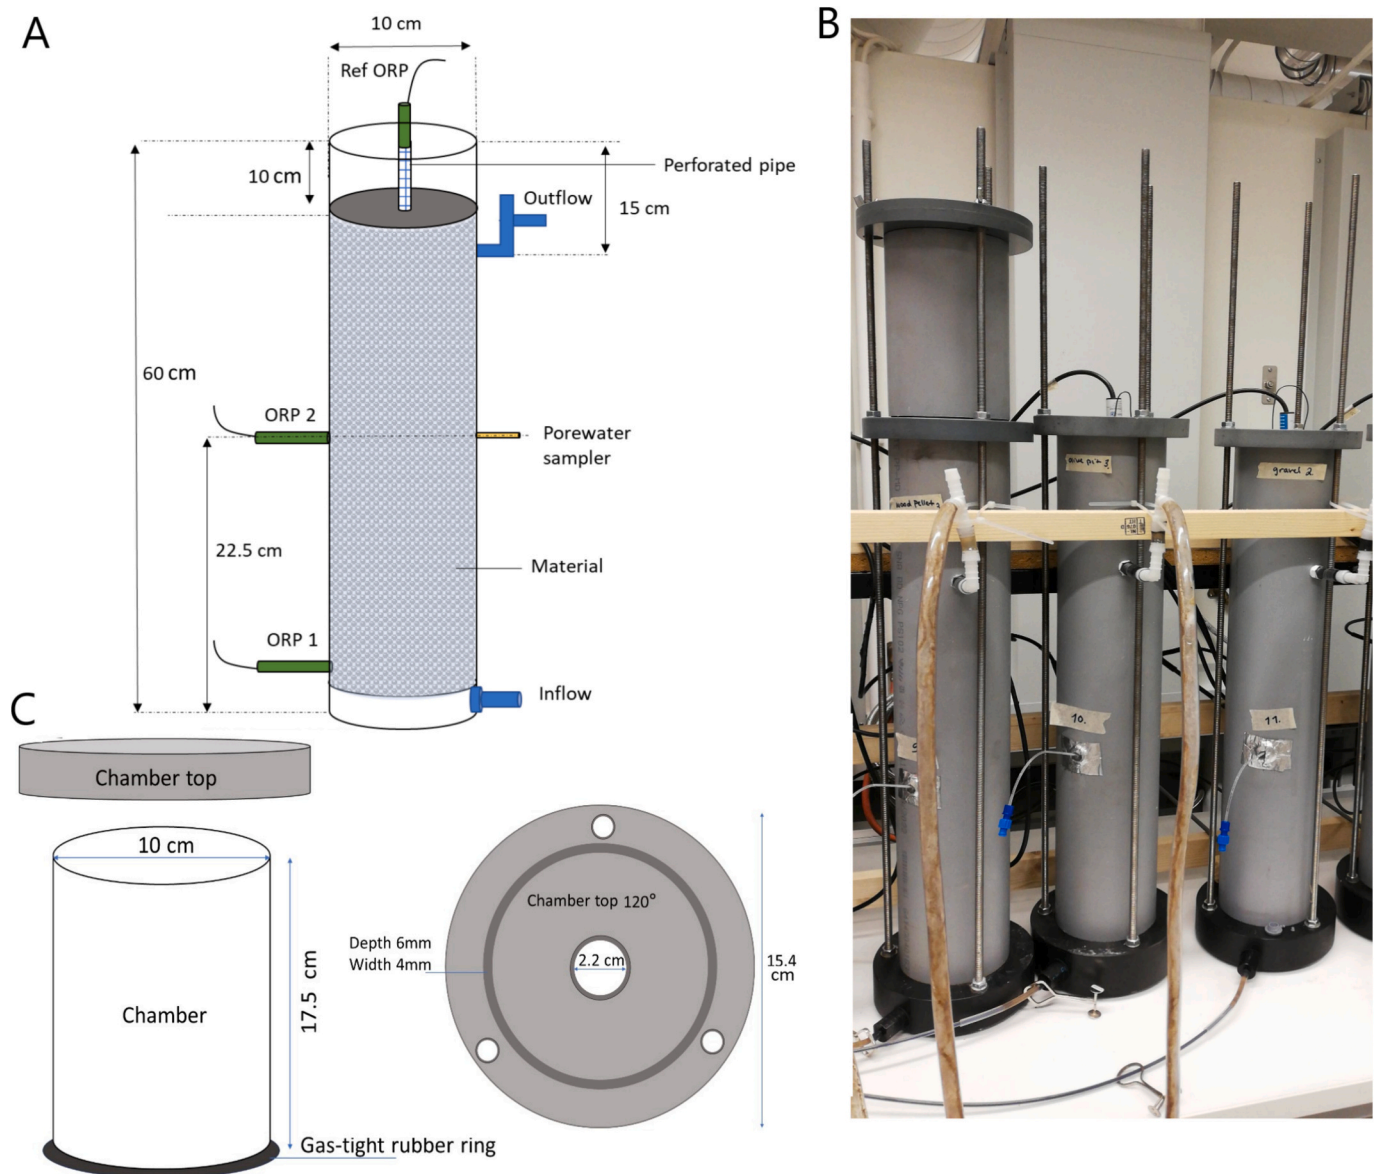 A
10 cm
Ref ORP
Perforated pipe
10 cm
Outflow
15 cm
60 cm
ORP 2
Porewater
sampler
22.5 cm
Material
ORP 1
Inflow
B
wood pellet
gravel 2
10.
11.
C
Chamber top
10 cm
Chamber
17.5 cm
Gas-tight rubber ring
Chamber top 120°
Depth 6mm
Width 4mm
2.2 cm
15.4
cm